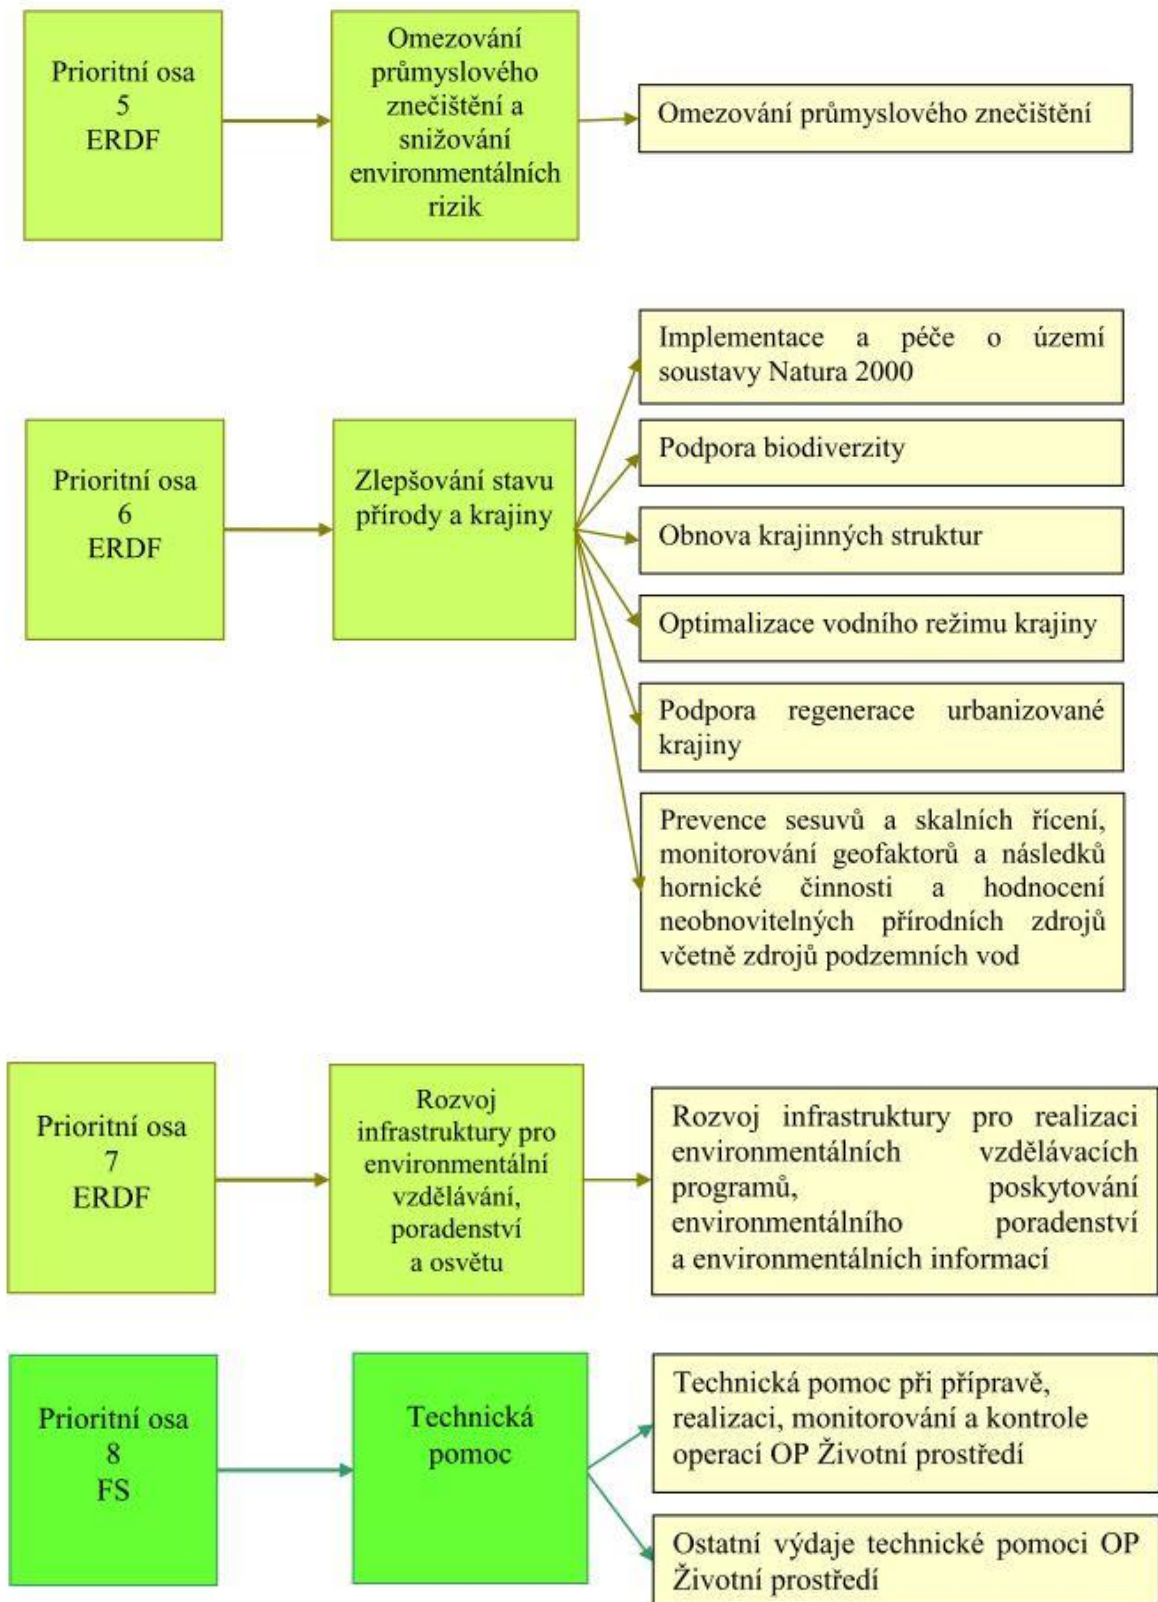 Prioritní osa
5
ERDF
Omezování
průmyslového
znečištění a
snižování
environmentálních
rizik
Omezování průmyslového znečištění
Prioritní osa
6
ERDF
Zlepšování stavu
přírody a krajiny
Implementace a péče o území
soustavy Natura 2000
Podpora biodiverzity
Obnova krajinných struktur
Optimalizace vodního režimu krajiny
Podpora regenerace urbanizované
krajiny
Prevence sesuvů a skalních řícení,
monitorování geofaktorů a následků
hornické činnosti a hodnocení
neobnovitelných přírodních zdrojů
včetně zdrojů podzemních vod
Prioritní osa
7
ERDF
Rozvoj
infrastruktury pro
environmentální
vzdělávání,
poradenství
a osvětu
Rozvoj infrastruktury pro realizaci
environmentálních vzdělávacích
programů, poskytování
environmentálního poradenství
a environmentálních informací
Prioritní osa
8
FS
Technická
pomoc
Technická pomoc při přípravě,
realizaci, monitorování a kontrole
operací OP Životní prostředí
Ostatní výdaje technické pomoci OP
Životní prostředí